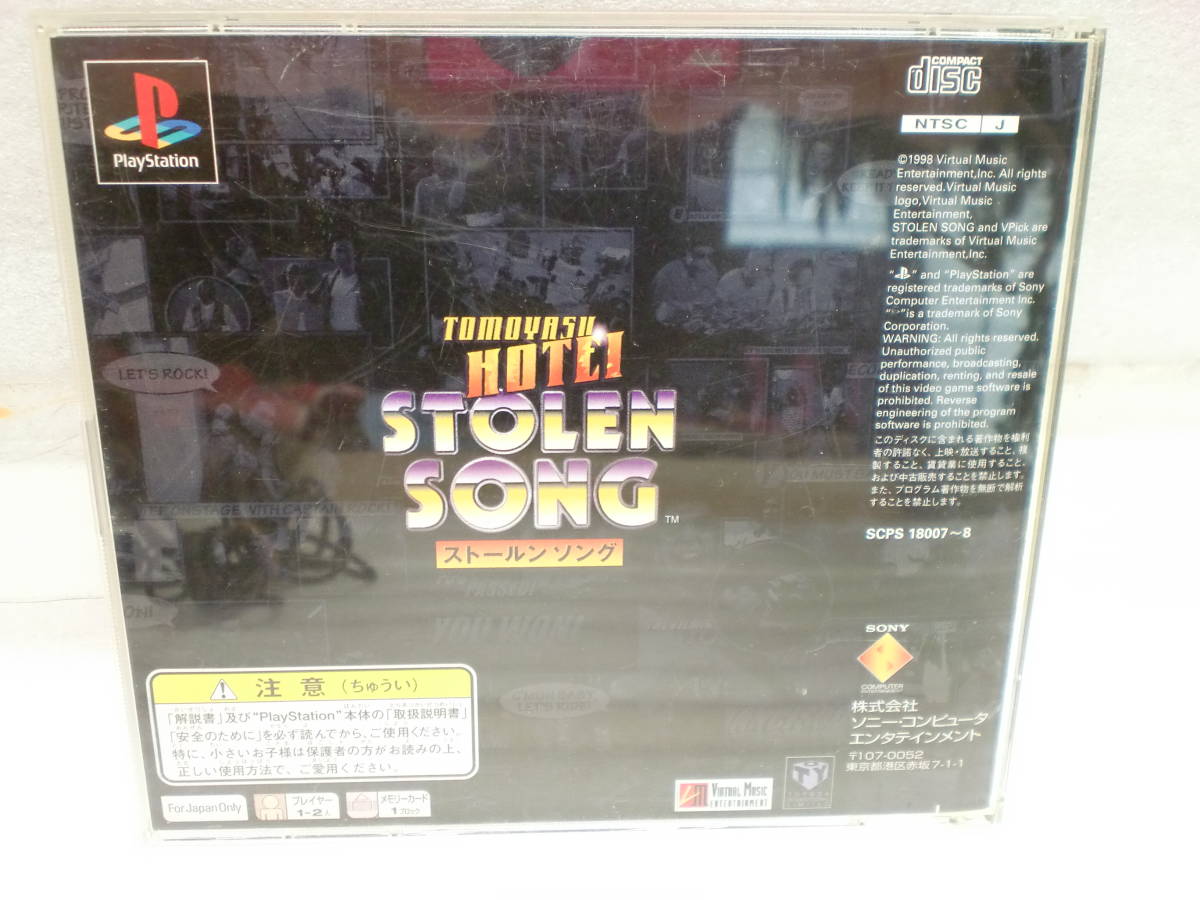 PlayStation
COMPACT
disc
NTSC J
©1998 Virtual Music
Entertainment,Inc. All rights
reserved.Virtual Music
logo,Virtual Music
Entertainment,
STOLEN SONG and VPick are
trademarks of Virtual Music
Entertainment,Inc.
" " and "PlayStation" are
registered trademarks of Sony
Computer Entertainment Inc.
" "is a trademark of Sony
Corporation.
WARNING: All rights reserved.
Unauthorized public
performance, broadcasting,
duplication, renting, and resale
of this video game software is
prohibited. Reverse
engineering of the program
software is prohibited.
このディスクに含まれる著作物を権利
者の許諾なく、上映・放送すること、複
製すること、賃貸業に使用すること、
および中古販売することを禁止します。
また、プログラム著作物を無断で解析
することを禁止します。
SCPS 18007~8
LET'S ROCK!
TOMOYASU
HOTEI
STOLEN
SONG
TM
ストールン ソング
ONSTAGE WITH CAPTAIN ROCK!
YOU WON!
C'MON BABY
LET'S RIDE!
注意(ちゅうい)
「解説書」及び"PlayStation"本体の「取扱説明書」
「安全のために」を必ず読んでから、ご使用ください。
特に、小さいお子様は保護者の方がお読みの上、
正しい使用方法で、ご愛用ください。
For Japan Only
プレイヤー
1~2人
メモリーカード
1ブロック
VIRTUAL MUSIC
ENTERTAINMENT
SONY
COMPUTER
ENTERTAINMENT
株式会社
ソニー・コンピュータ
エンタテインメント
〒107-0052
東京都港区赤坂7-1-1